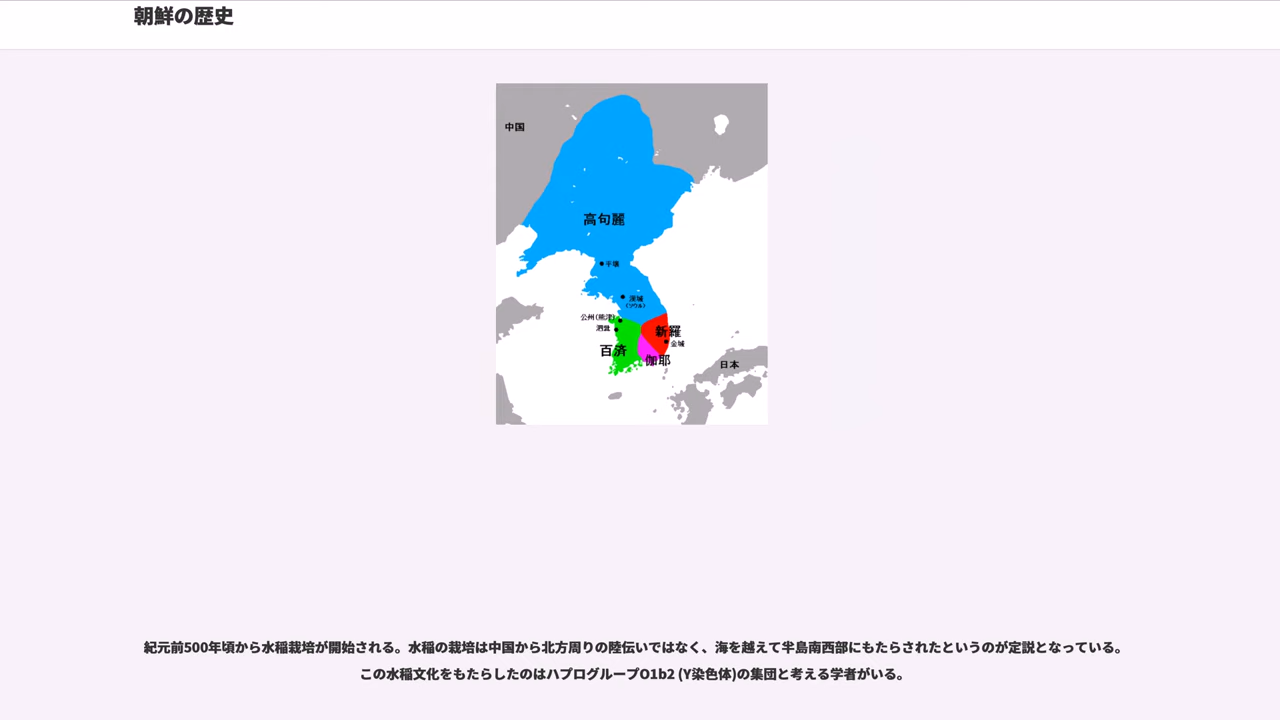 朝鮮の歴史
中国
高句麗
平壌
漢城
(ソウル)
公州(熊津)
泗沘
新羅
金城
百済
伽耶
日本
紀元前500年頃から水稲栽培が開始される。水稲の栽培は中国から北方周りの陸伝いではなく、海を越えて半島南西部にもたらされたというのが定説となっている。
この水稲文化をもたらしたのはハプログループO1b2 (Y染色体)の集団と考える学者がいる。